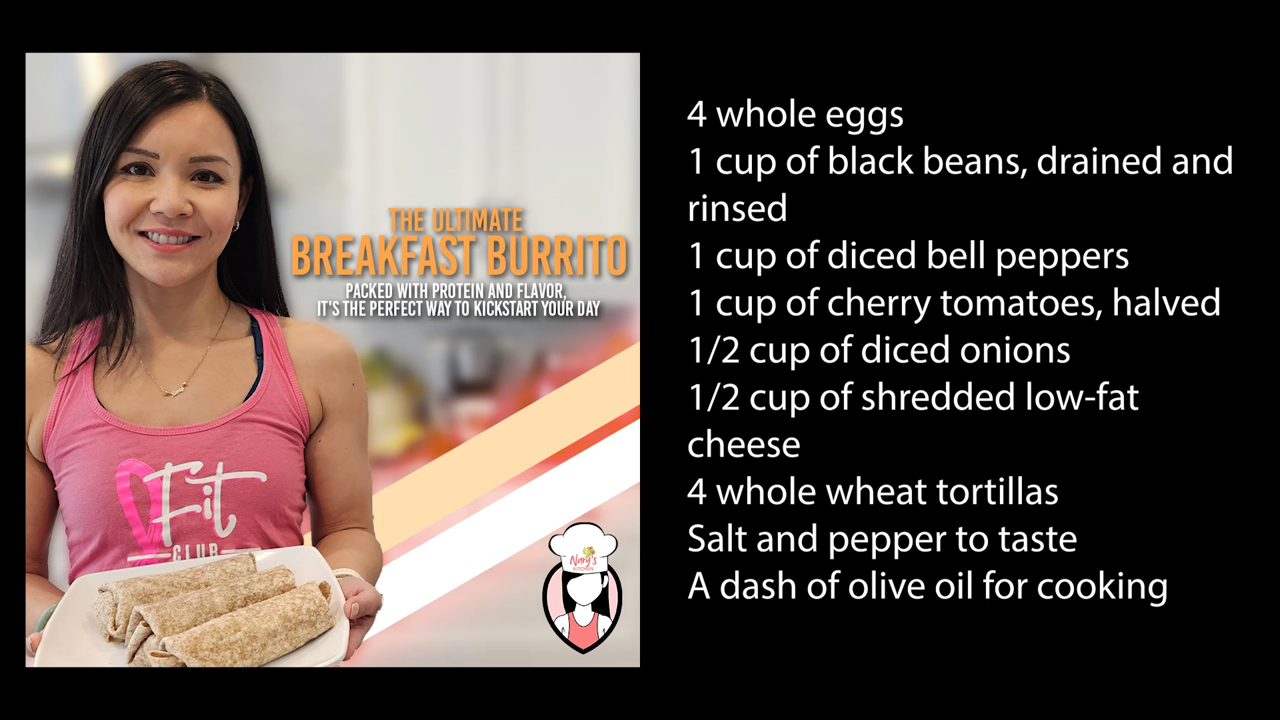 THE ULTIMATE
BREAKFAST BURRITO
PACKED WITH PROTEIN AND FLAVOR,
IT'S THE PERFECT WAY TO KICKSTART YOUR DAY
Fit
CLUB
Nary's
KITCHEN
4 whole eggs
1 cup of black beans, drained and
rinsed
1 cup of diced bell peppers
1 cup of cherry tomatoes, halved
1/2 cup of diced onions
1/2 cup of shredded low-fat
cheese
4 whole wheat tortillas
Salt and pepper to taste
A dash of olive oil for cooking